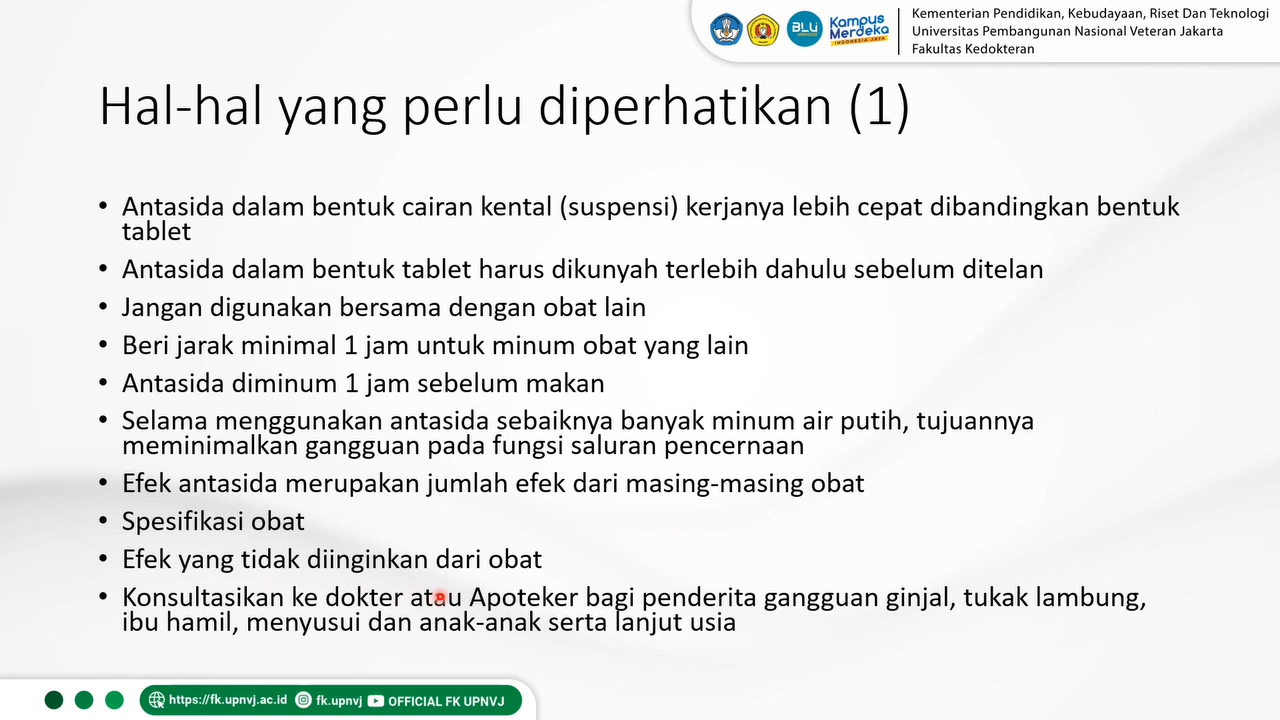 BLU
Kampus
Merdeka
INDONESIA JAYA
Kementerian Pendidikan, Kebudayaan, Riset Dan Teknologi
Universitas Pembangunan Nasional Veteran Jakarta
Fakultas Kedokteran
Hal-hal yang perlu diperhatikan (1)
• Antasida dalam bentuk cairan kental (suspensi) kerjanya lebih cepat dibandingkan bentuk
tablet
• Antasida dalam bentuk tablet harus dikunyah terlebih dahulu sebelum ditelan
• Jangan digunakan bersama dengan obat lain
• Beri jarak minimal 1 jam untuk minum obat yang lain
• Antasida diminum 1 jam sebelum makan
• Selama menggunakan antasida sebaiknya banyak minum air putih, tujuannya
meminimalkan gangguan pada fungsi saluran pencernaan
• Efek antasida merupakan jumlah efek dari masing-masing obat
• Spesifikasi obat
• Efek yang tidak diinginkan dari obat
• Konsultasikan ke dokter atau Apoteker bagi penderita gangguan ginjal, tukak lambung,
ibu hamil, menyusui dan anak-anak serta lanjut usia
https://fk.upnvj.ac.id fk.upnvj OFFICIAL FK UPNVJ